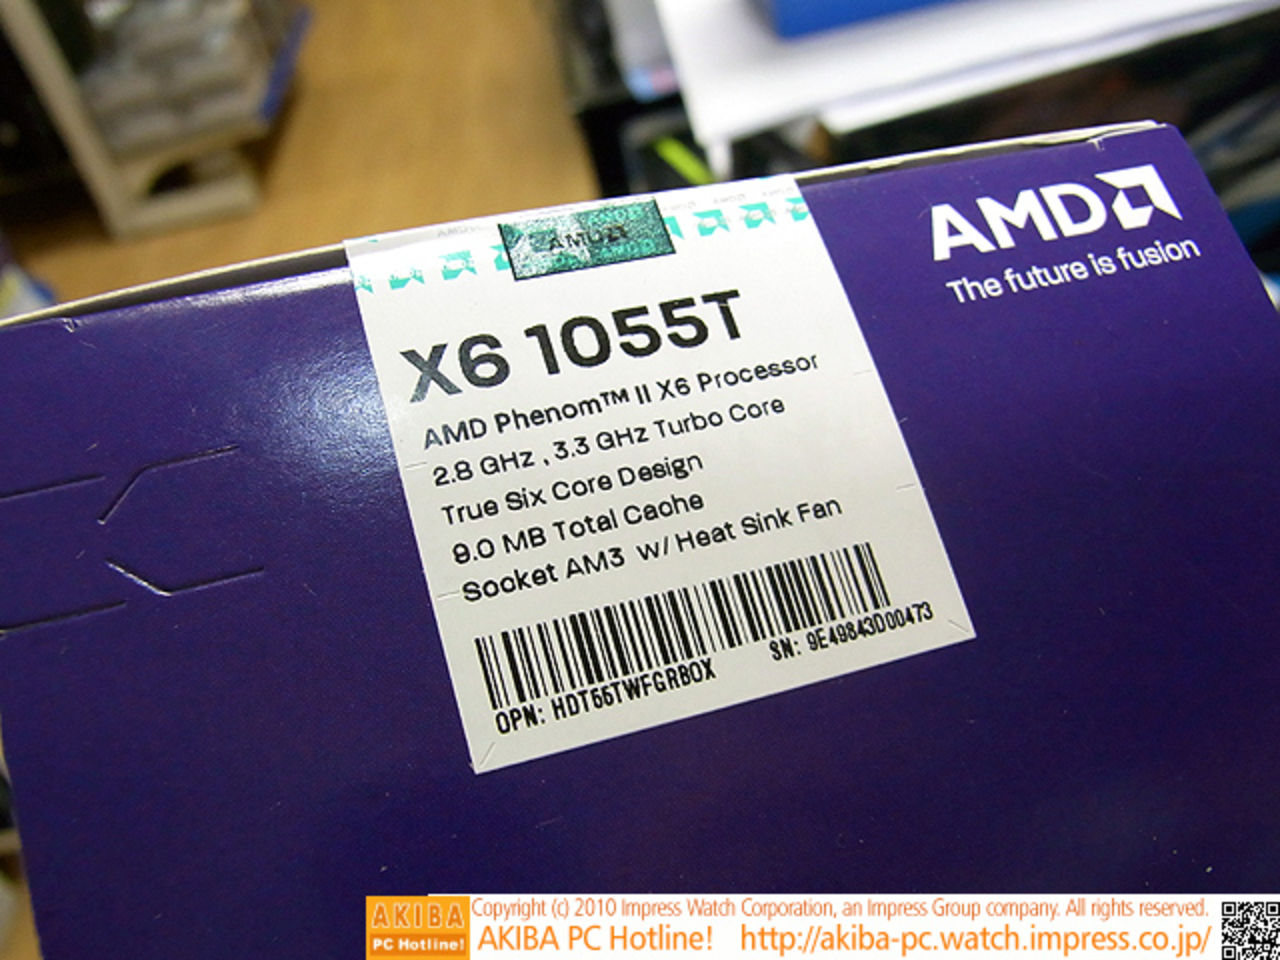 AMD
The future is fusion
AMD
X6 1055T
AMD Phenom™ II X6 Processor
2.8 GHz , 3.3 GHz Turbo Core
True Six Core Design
9.0 MB Total Cache
Socket AM3 w/ Heat Sink Fan
OPN: HDT55TWFGRBOX SN: 9E49843D00473
AKIBA
PC Hotline!
Copyright (c) 2010 Impress Watch Corporation, an Impress Group company. All rights reserved.
AKIBA PC Hotline! http://akiba-pc.watch.impress.co.jp/